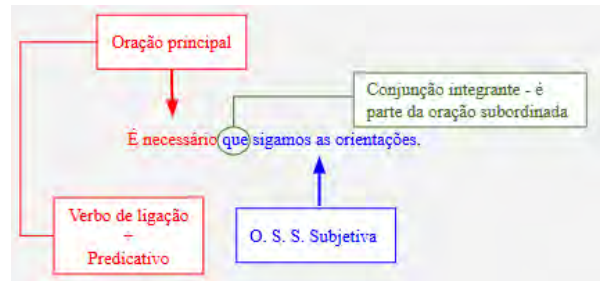 Oração principal
Conjunção integrante - é
parte da oração subordinada
É necessário que sigamos as orientações.
Verbo de ligação
+
Predicativo
O. S. S. Subjetiva